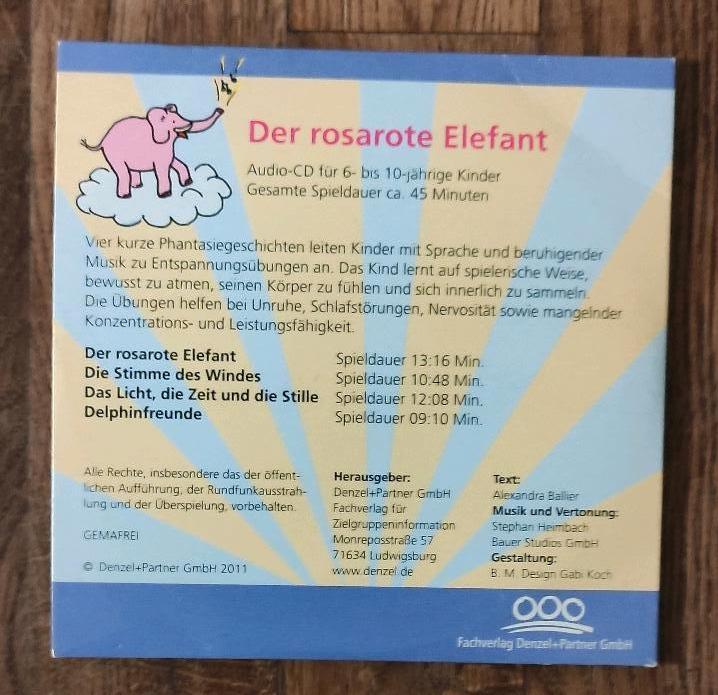 Der rosarote Elefant
Audio-CD für 6- bis 10-jährige Kinder
Gesamte Spieldauer ca. 45 Minuten
Vier kurze Phantasiegeschichten leiten Kinder mit Sprache und beruhigender
Musik zu Entspannungsübungen an. Das Kind lernt auf spielerische Weise,
bewusst zu atmen, seinen Körper zu fühlen und sich innerlich zu sammeln.
Die Übungen helfen bei Unruhe, Schlafstörungen, Nervosität sowie mangelnder
Konzentrations- und Leistungsfähigkeit.
Der rosarote Elefant Spieldauer 13:16 Min.
Die Stimme des Windes Spieldauer 10:48 Min.
Das Licht, die Zeit und die Stille Spieldauer 12:08 Min.
Delphinfreunde Spieldauer 09:10 Min.
Alle Rechte, insbesondere das der öffent-
lichen Aufführung, der Rundfunkausstrah-
lung und der Überspielung, vorbehalten.
GEMAFREI
© Denzel+Partner GmbH 2011
Herausgeber:
Denzel+Partner GmbH
Fachverlag für
Zielgruppeninformation
Monreposstraße 57
71634 Ludwigsburg
www.denzel.de
Text:
Alexandra Ballier
Musik und Vertonung:
Stephan Heimbach
Bauer Studios GmbH
Gestaltung:
B. M. Design Gabi Koch
Fachverlag Denzel+Partner GmbH